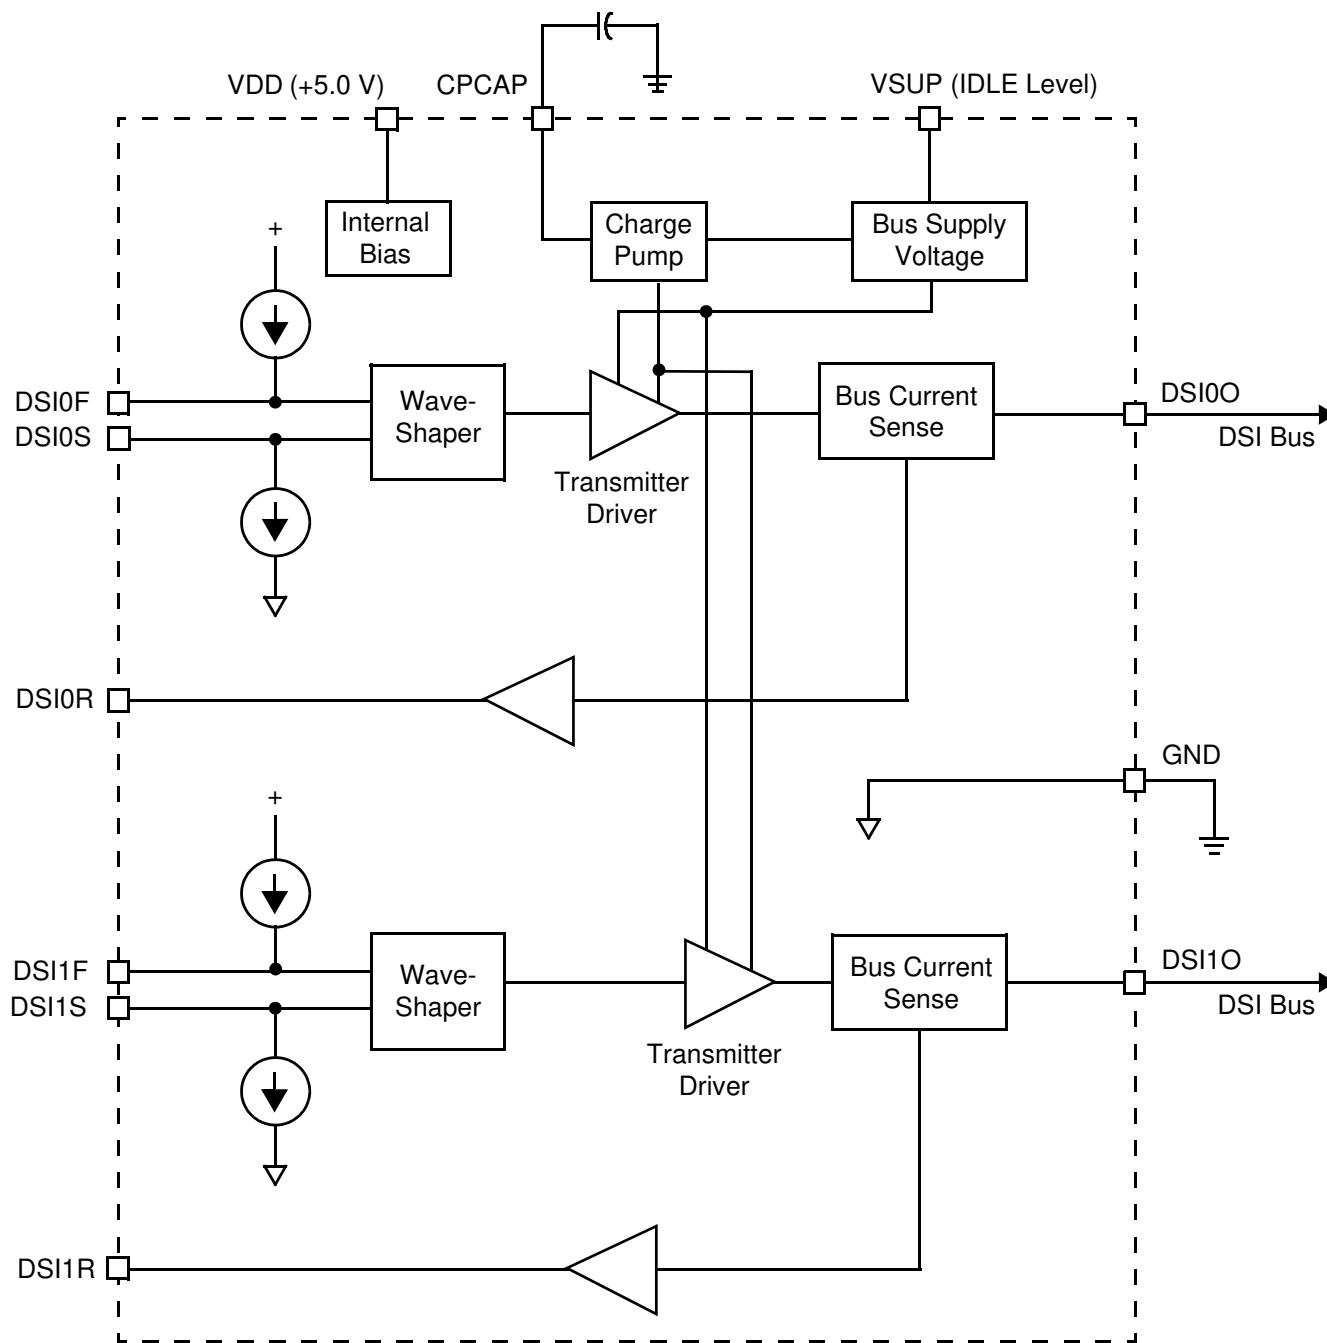 VDD (+5.0 V)
CPCAP
VSUP (IDLE Level)
Internal
Bias
Charge
Pump
Bus Supply
Voltage
+
DSI0F
DSI0S
Wave-
Shaper
Transmitter
Driver
Bus Current
Sense
DSI0O
DSI Bus
DSI0R
GND
+
DSI1F
DSI1S
Wave-
Shaper
Transmitter
Driver
Bus Current
Sense
DSI1O
DSI Bus
DSI1R